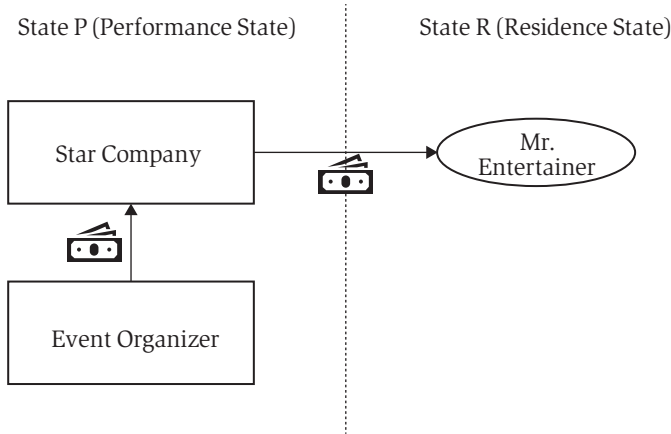 State P (Performance State)
State R (Residence State)
Star Company
Mr.
Entertainer
Event Organizer